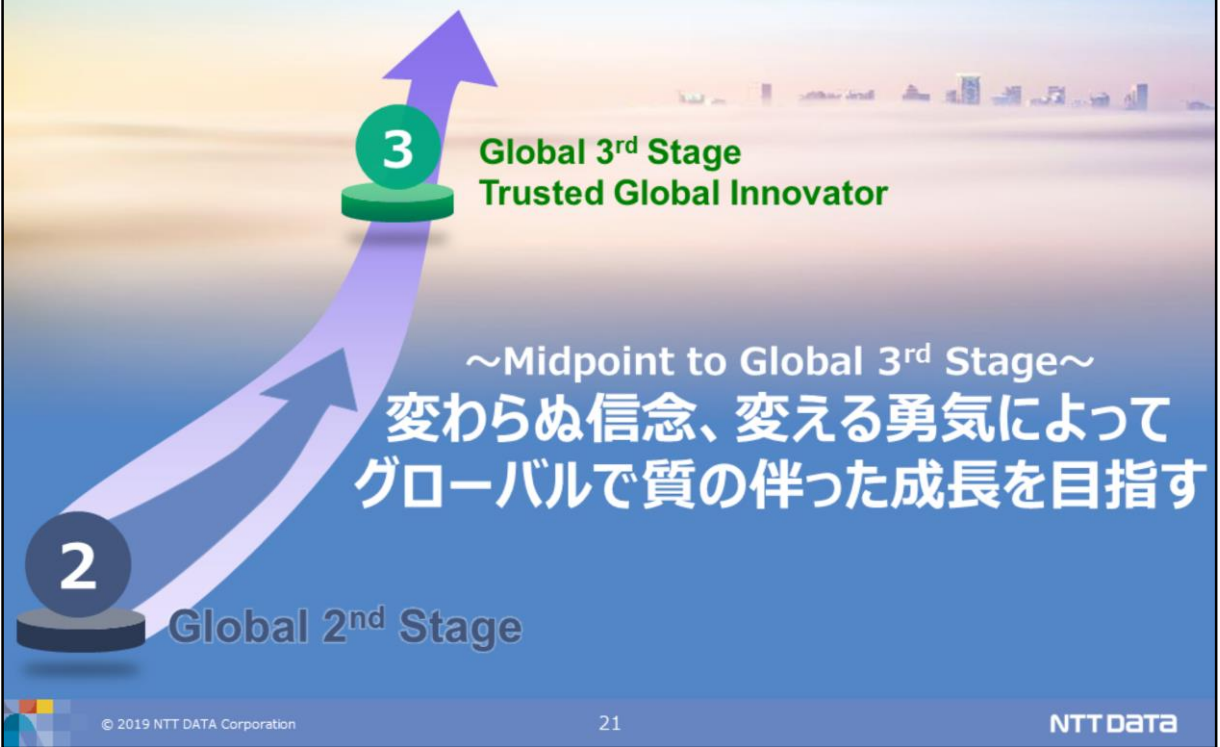 3
Global 3rd Stage
Trusted Global Innovator
～Midpoint to Global 3rd Stage～
変わらぬ信念、変える勇気によって
グローバルで質の伴った成長を目指す
2
Global 2nd Stage
© 2019 NTT DATA Corporation
21
NTT DATA